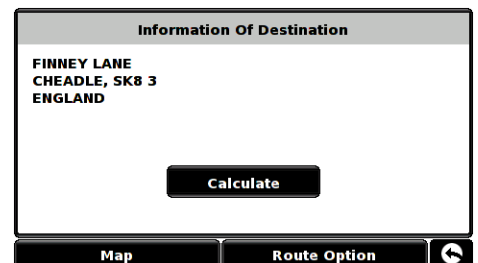 Information Of Destination
FINNEY LANE
CHEADLE, SK8 3
ENGLAND
Calculate
Map
Route Option